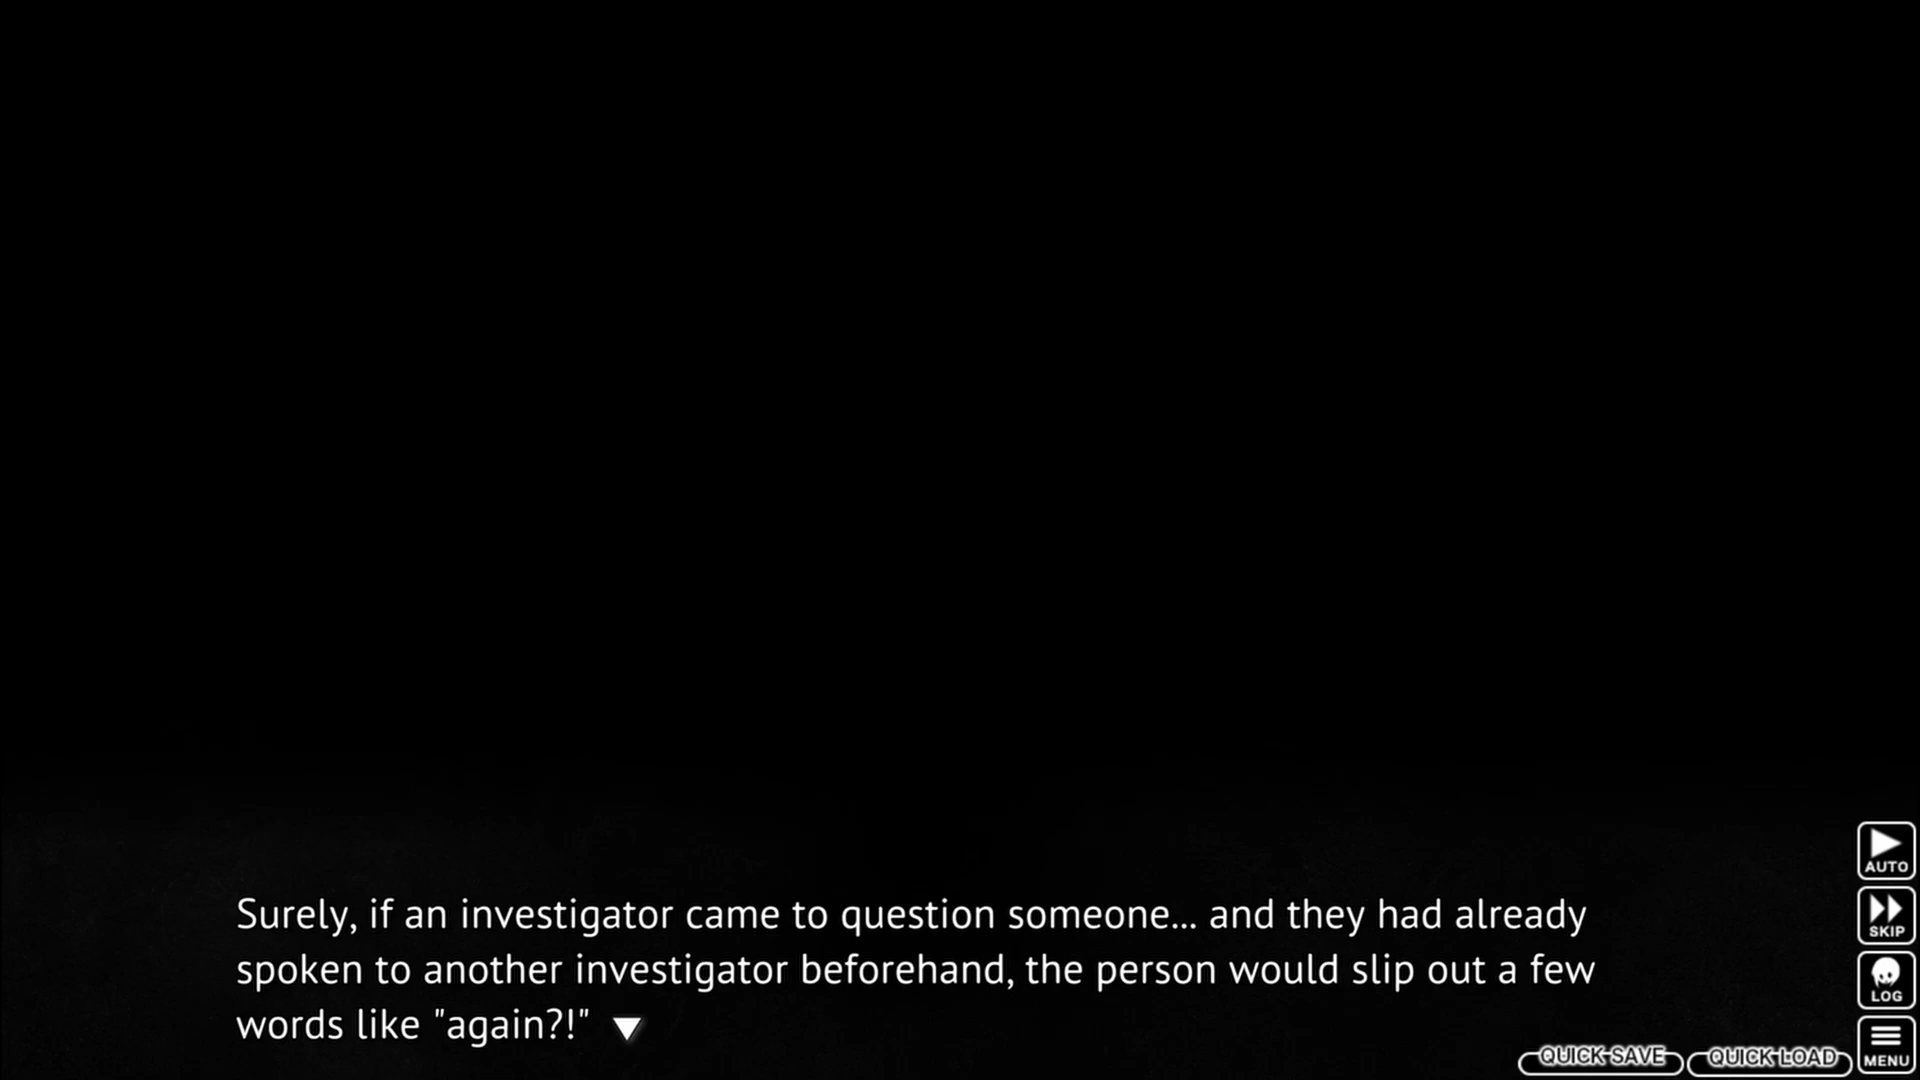 Surely, if an investigator came to question someone... and they had already
spoken to another investigator beforehand, the person would slip out a few
words like "again?!"
AUTO
SKIP
LOG
MENU
QUICK SAVE
QUICK LOAD